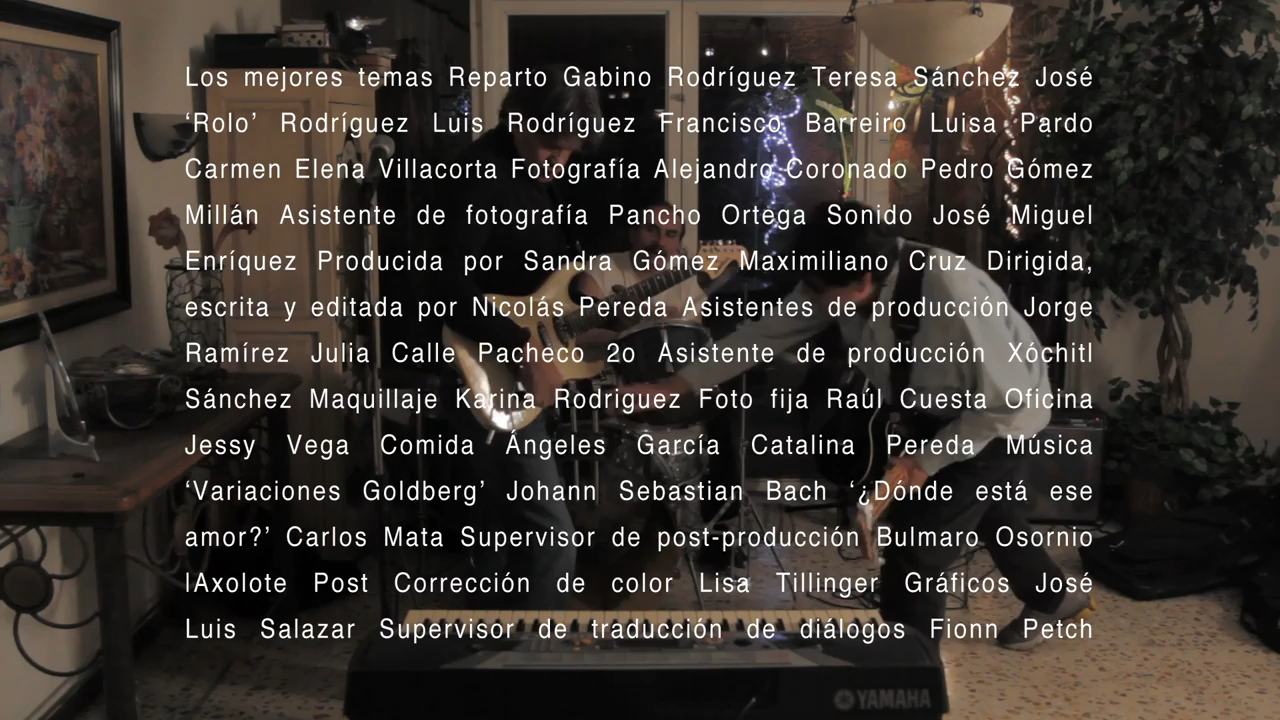 Los mejores temas Reparto Gabino Rodríguez Teresa Sánchez José
‘Rolo’ Rodríguez Luis Rodríguez Francisco Barreiro Luisa Pardo
Carmen Elena Villacorta Fotografía Alejandro Coronado Pedro Gómez
Millán Asistente de fotografía Pancho Ortega Sonido José Miguel
Enríquez Producida por Sandra Gómez Maximiliano Cruz Dirigida,
escrita y editada por Nicolás Pereda Asistentes de producción Jorge
Ramírez Julia Calle Pacheco 2o Asistente de producción Xóchitl
Sánchez Maquillaje Karina Rodriguez Foto fija Raúl Cuesta Oficina
Jessy Vega Comida Ángeles García Catalina Pereda Música
‘Variaciones Goldberg’ Johann Sebastian Bach ‘¿Dónde está ese
amor?’ Carlos Mata Supervisor de post-producción Bulmaro Osornio
lAxolote Post Corrección de color Lisa Tillinger Gráficos José
Luis Salazar Supervisor de traducción de diálogos Fionn Petch
YAMAHA